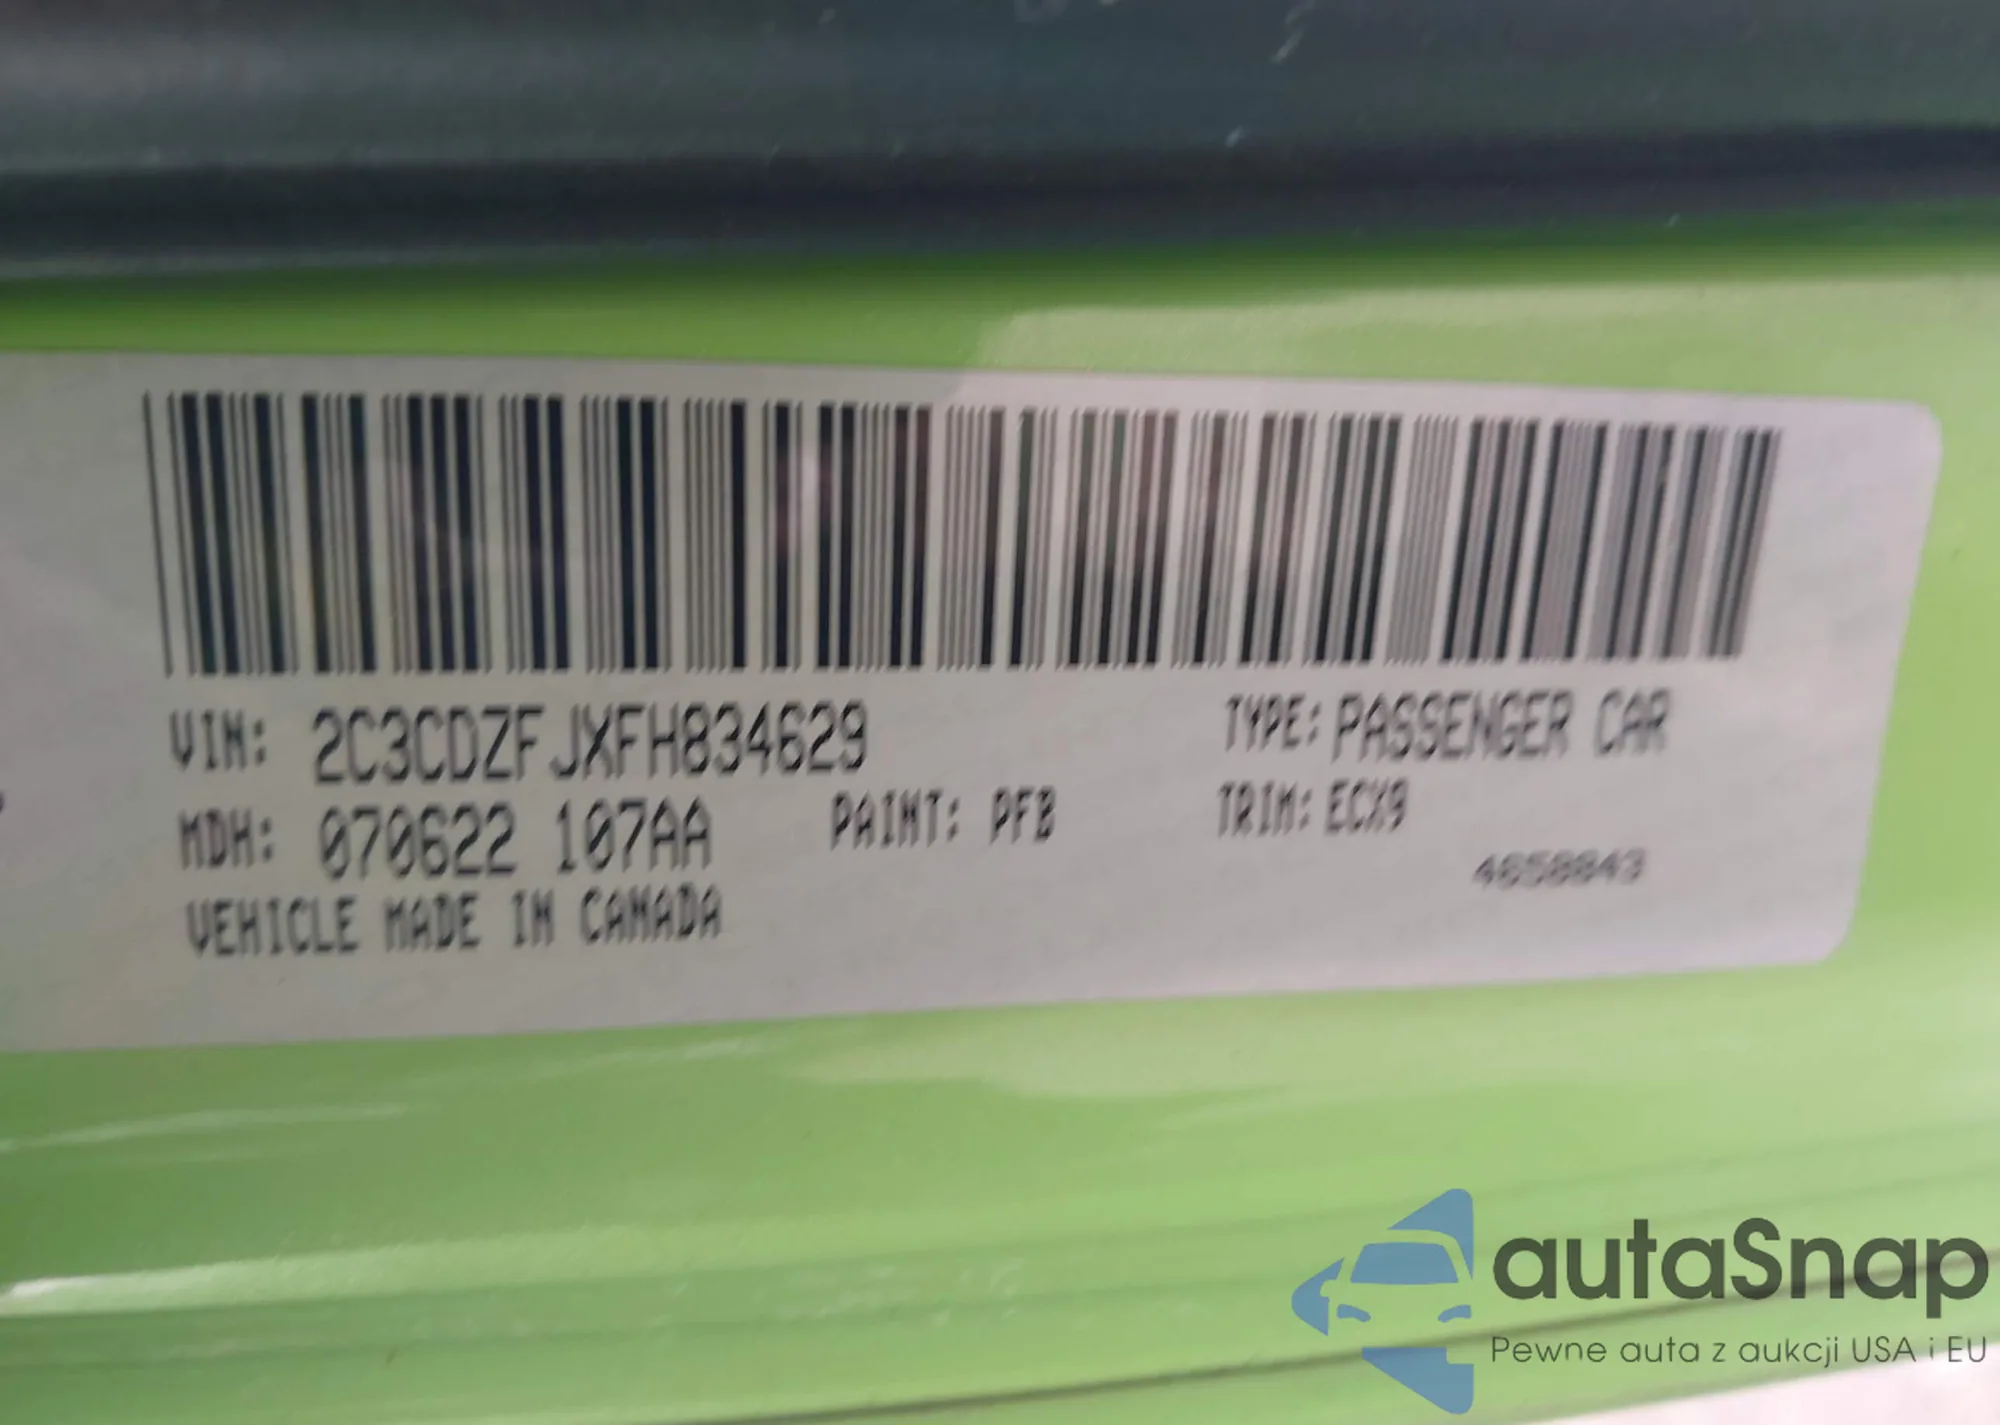 VIN: 2C3CDZFJXFH834629 TYPE: PASSENGER CAR
MDH: 070622 107AA PAINT: PFB TRIM: ECX9
4658843
VEHICLE MADE IN CANADA
autaSnap
Pewne auta z aukcji USA i EU